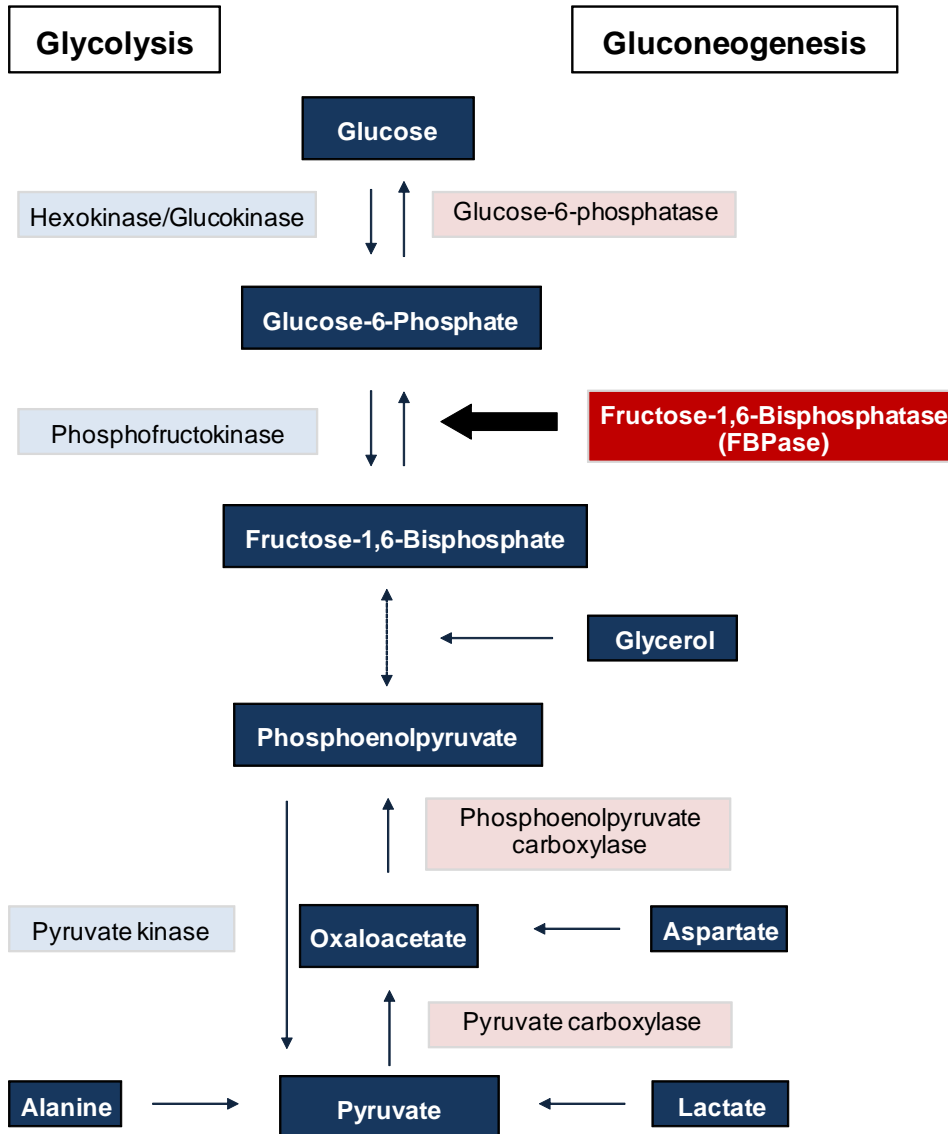 Glycolysis
Gluconeogenesis
Glucose
Hexokinase/Glucokinase
Glucose-6-phosphatase
Glucose-6-Phosphate
Phosphofructokinase
Fructose-1,6-Bisphosphatase
(FBPase)
Fructose-1,6-Bisphosphate
Glycerol
Phosphoenolpyruvate
Phosphoenolpyruvate
carboxylase
Pyruvate kinase
Oxaloacetate
Aspartate
Pyruvate carboxylase
Alanine
Pyruvate
Lactate